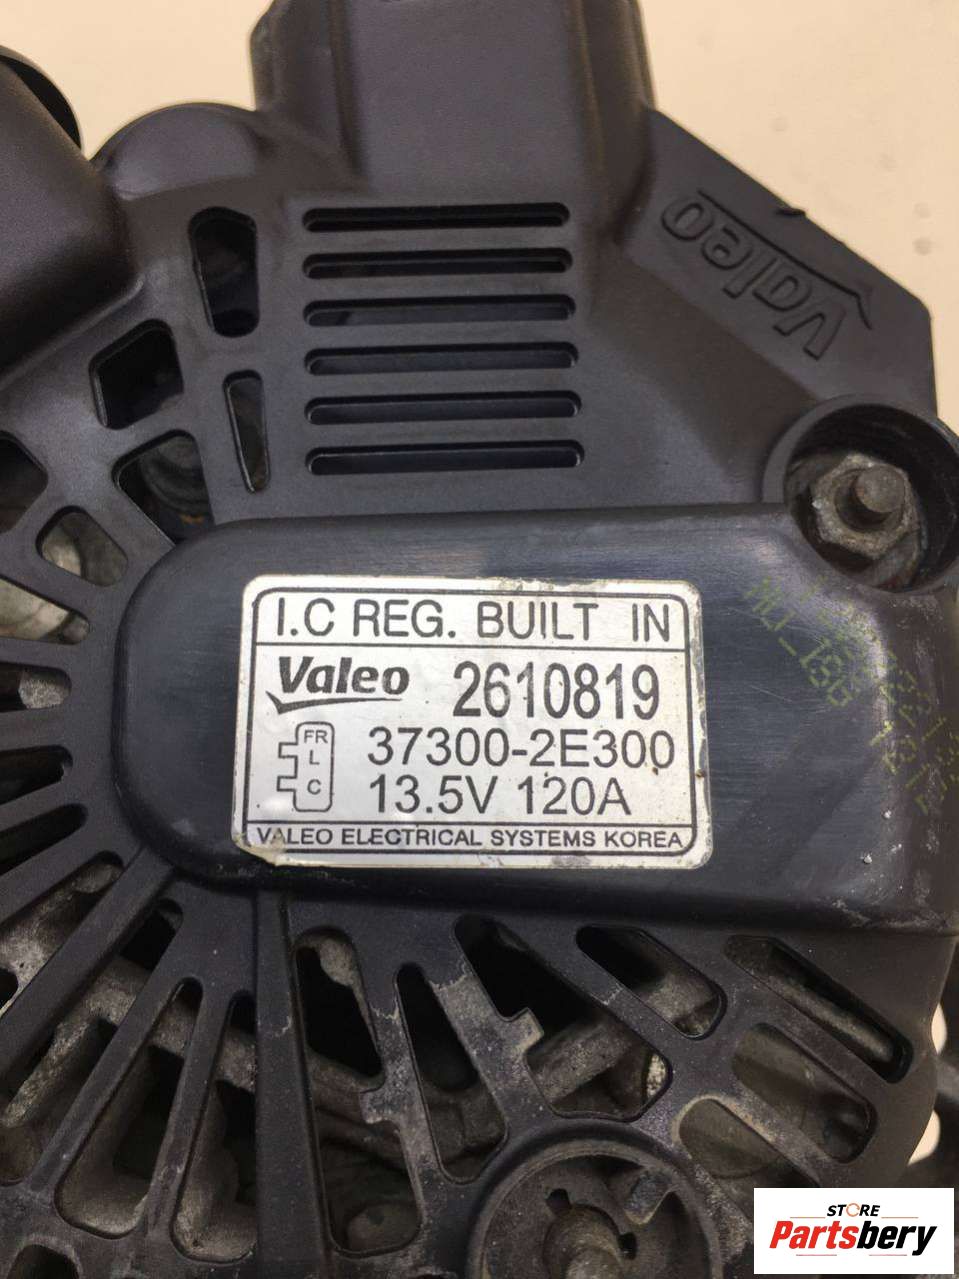 Valeo
I.C REG. BUILT IN
Valeo 2610819
FR
L
C
37300-2E300
13.5V 120A
VALEO ELECTRICAL SYSTEMS KOREA
STORE
Partsbery